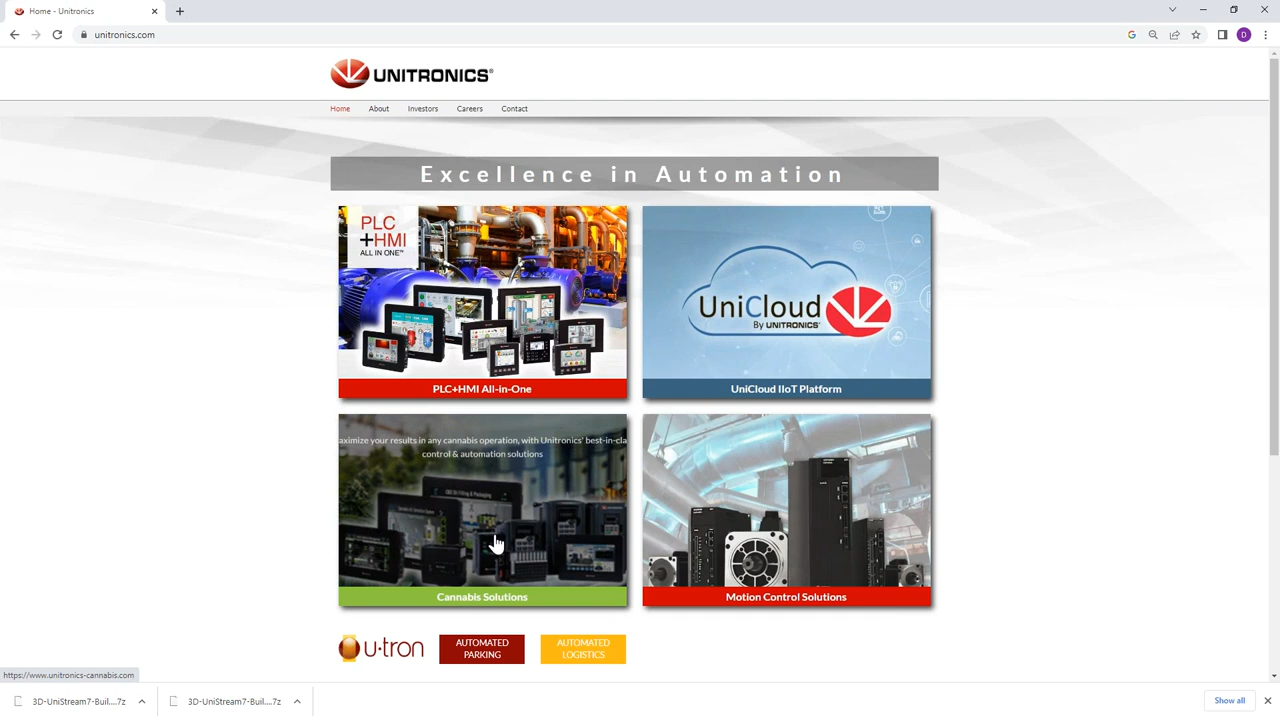 Home - Unitronics
unitronics.com
D
UNITRONICS®
Home About Investors Careers Contact
Excellence in Automation
PLC
+HMI
ALL IN ONE™
PLC+HMI All-in-One
UniCloud
By UNITRONICS®
UniCloud IIoT Platform
aximize your results in any cannabis operation, with Unitronics' best-in-cla
control & automation solutions
Cannabis Solutions
Motion Control Solutions
u·tron
AUTOMATED
PARKING
AUTOMATED
LOGISTICS
https://www.unitronics-cannabis.com
3D-UniStream7-Buil....7z
3D-UniStream7-Buil....7z
Show all